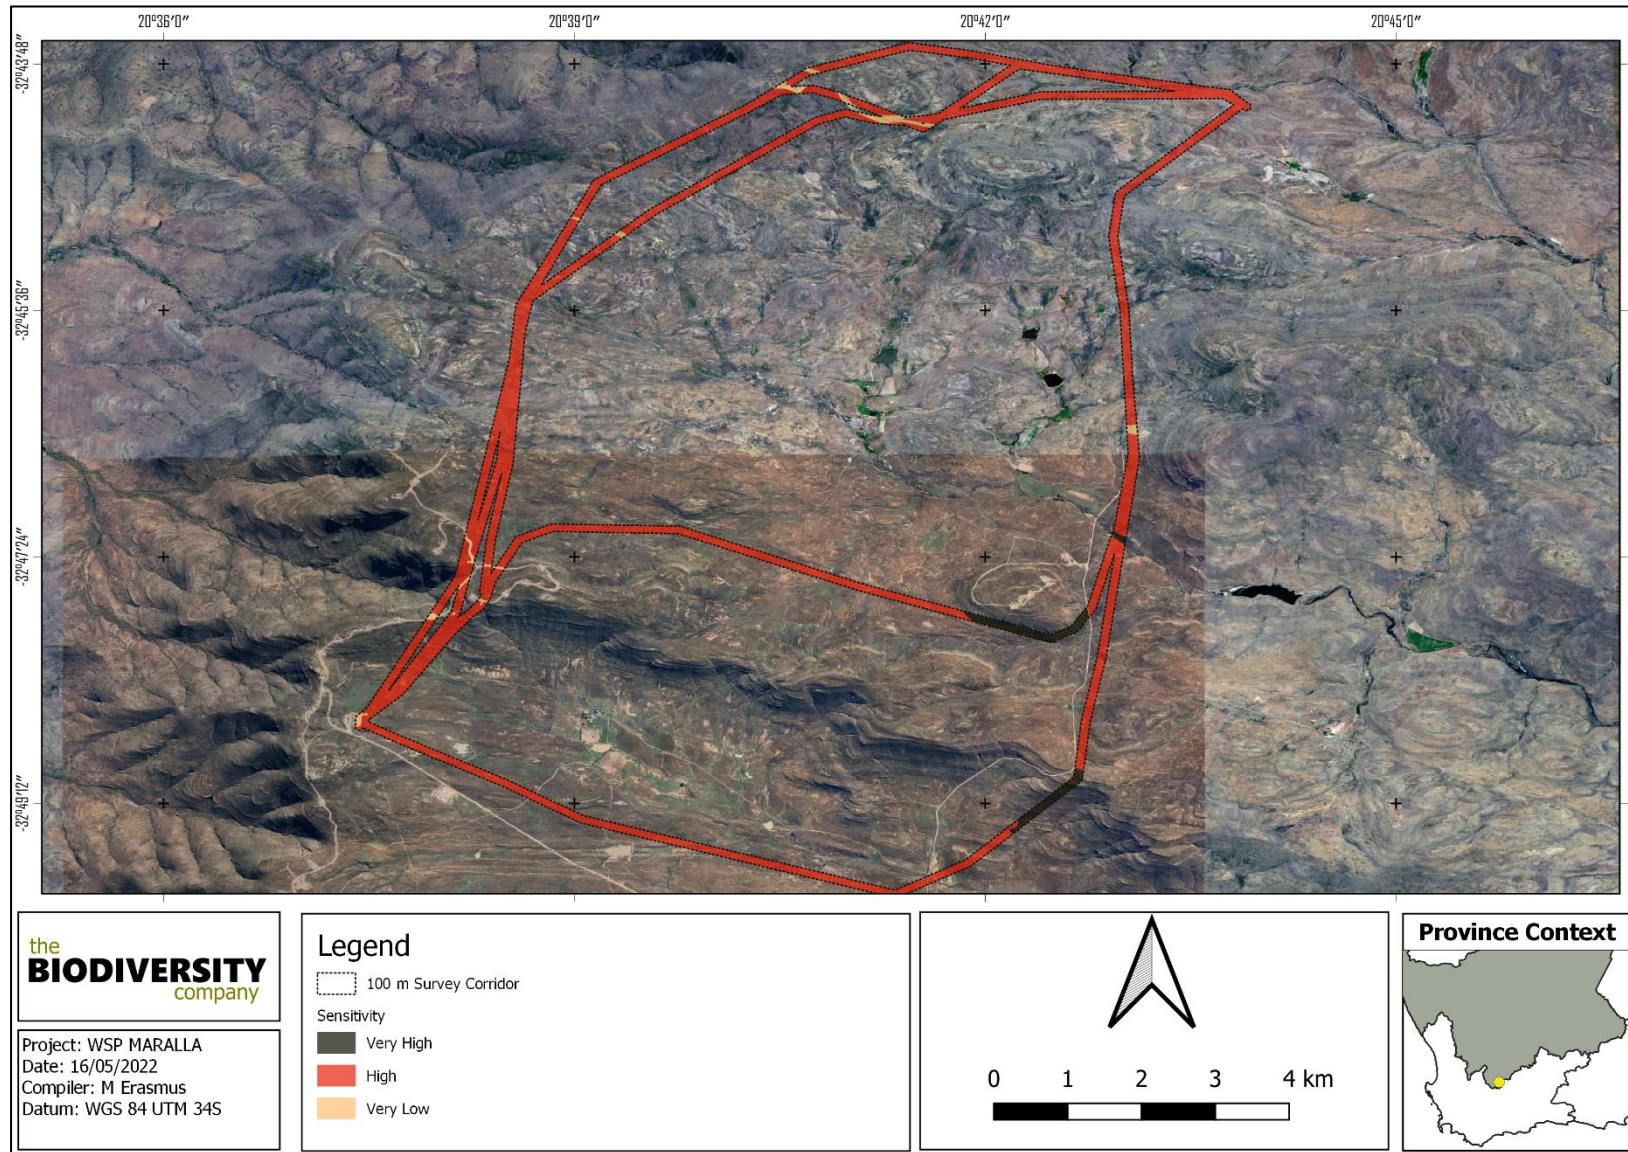 20°36'0" 20°39'0" 20°42'0" 20°45'0"
-32°43'48"
-32°45'36"
-32°47'24"
-32°49'12"
the
BIODIVERSITY
company
Project: WSP MARALLA
Date: 16/05/2022
Compiler: M Erasmus
Datum: WGS 84 UTM 34S
Legend
100 m Survey Corridor
Sensitivity
Very High
High
Very Low
0 1 2 3 4 km
Province Context